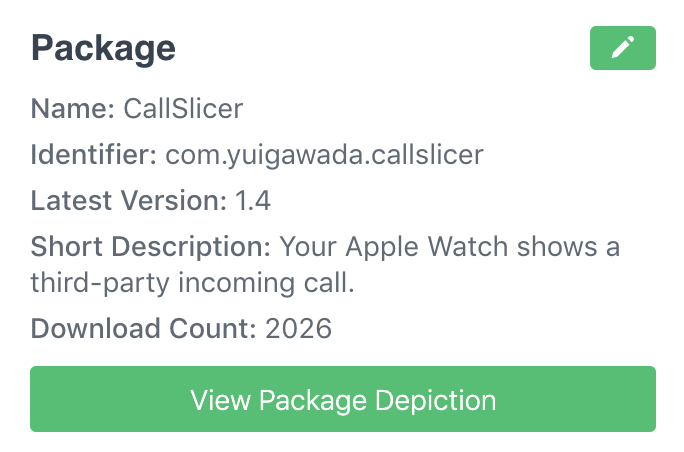 Package
Name: CallSlicer
Identifier: com.yuigawada.callslicer
Latest Version: 1.4
Short Description: Your Apple Watch shows a
third-party incoming call.
Download Count: 2026
View Package Depiction